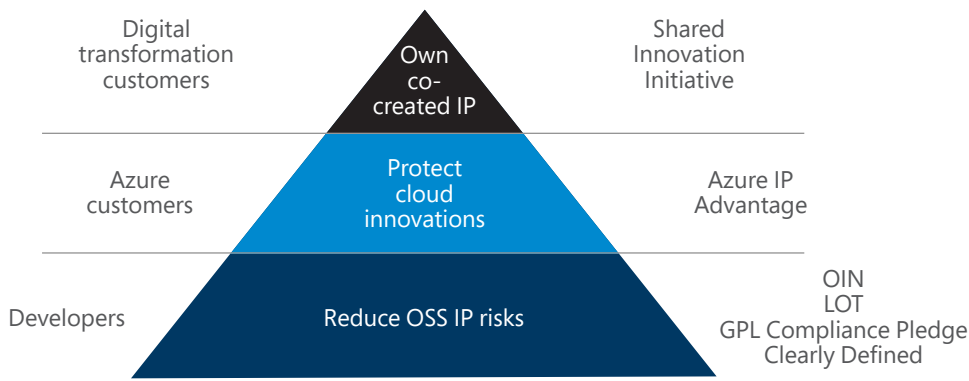 Digital
transformation
customers
Own
co-
created IP
Shared
Innovation
Initiative
Azure
customers
Protect
cloud
innovations
Azure IP
Advantage
Developers
Reduce OSS IP risks
OIN
LOT
GPL Compliance Pledge
Clearly Defined